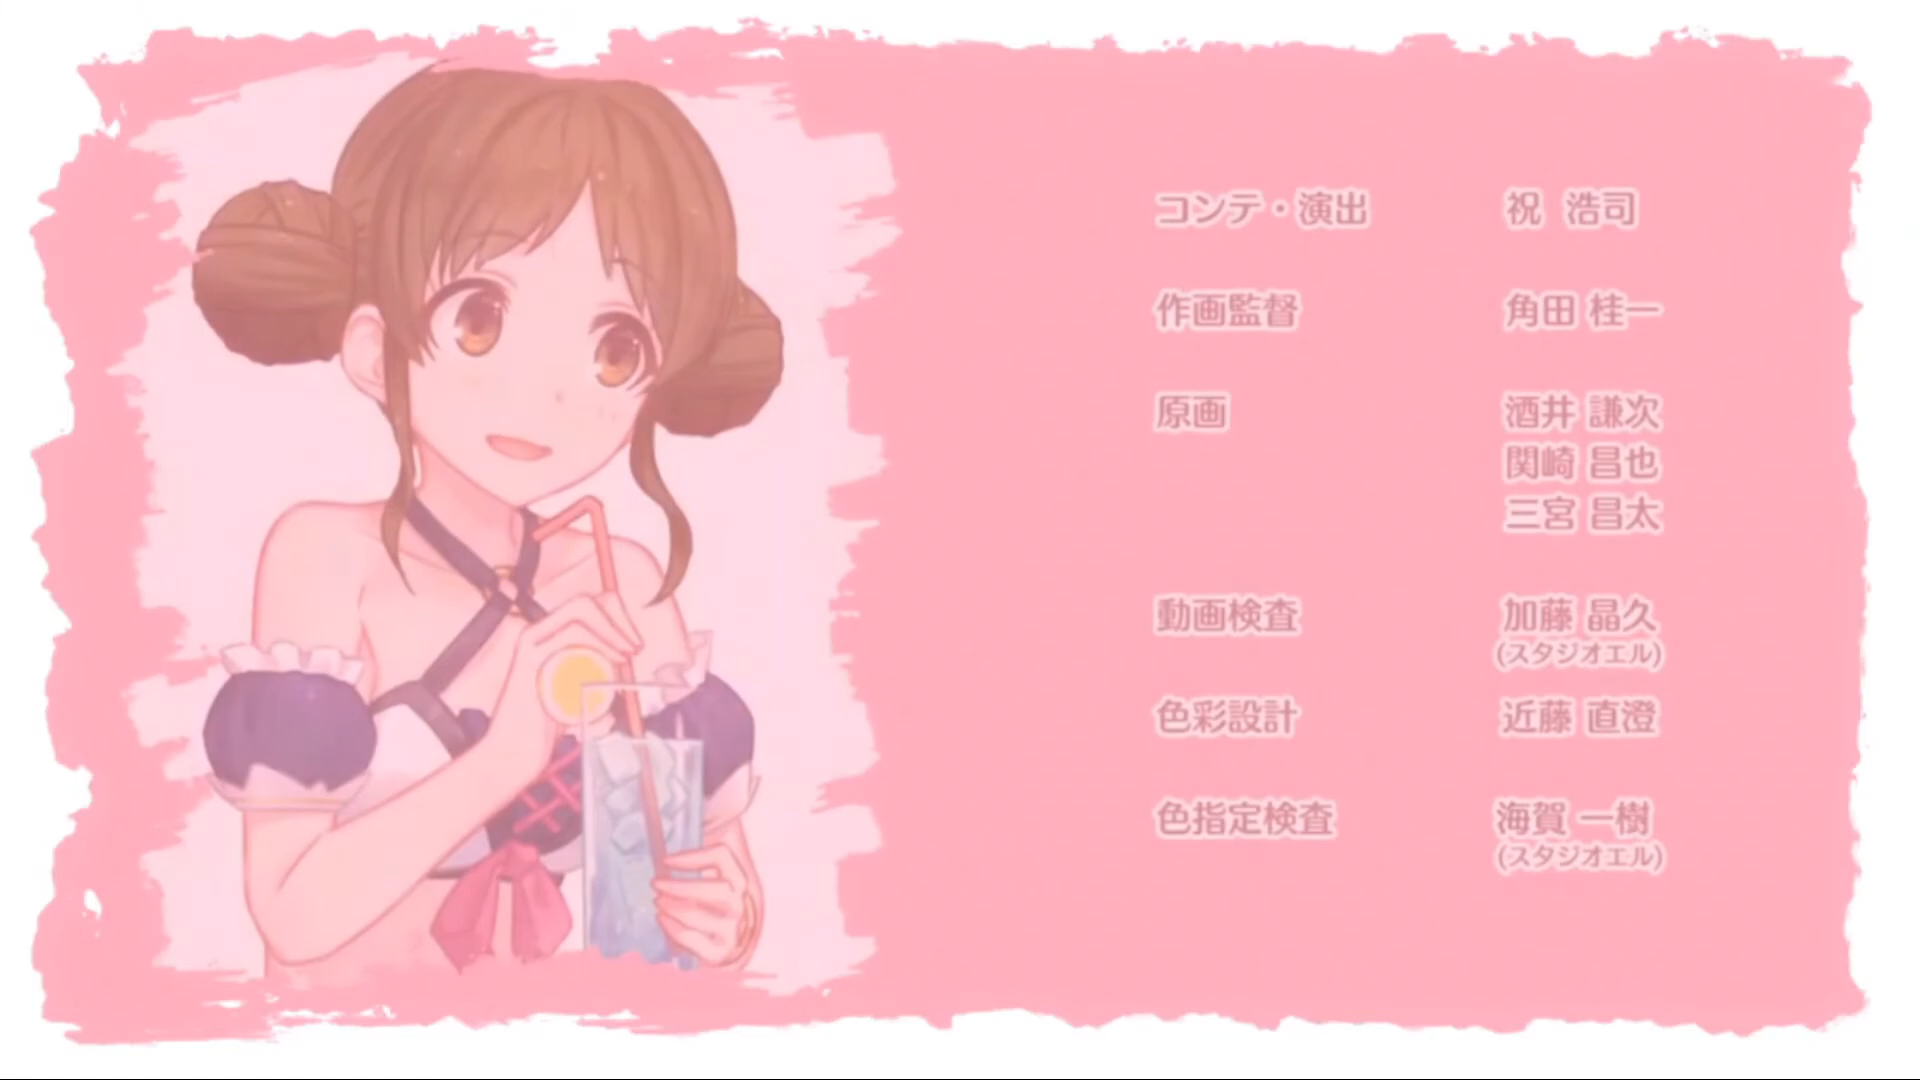 コンテ・演出 祝 浩司
作画監督 角田 桂一
原画 酒井 謙次
関崎 昌也
三宮 昌太
動画検査 加藤 晶久
(スタジオエル)
色彩設計 近藤 直澄
色指定検査 海賀 一樹
(スタジオエル)